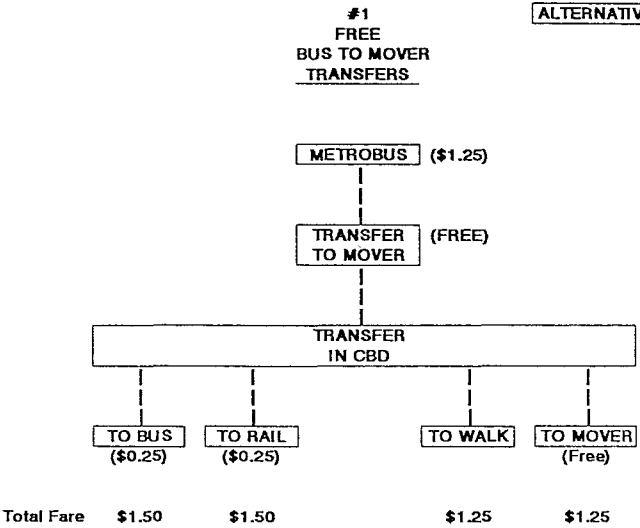 #1
ALTERNATIV
FREE
BUS TO MOVER
TRANSFERS
METROBUS ($1.25)
TRANSFER (FREE)
TO MOVER
TRANSFER
IN CBD
TO BUS TO RAIL TO WALK TO MOVER
($0.25) ($0.25) (Free)
Total Fare $1.50 $1.50 $1.25 $1.25